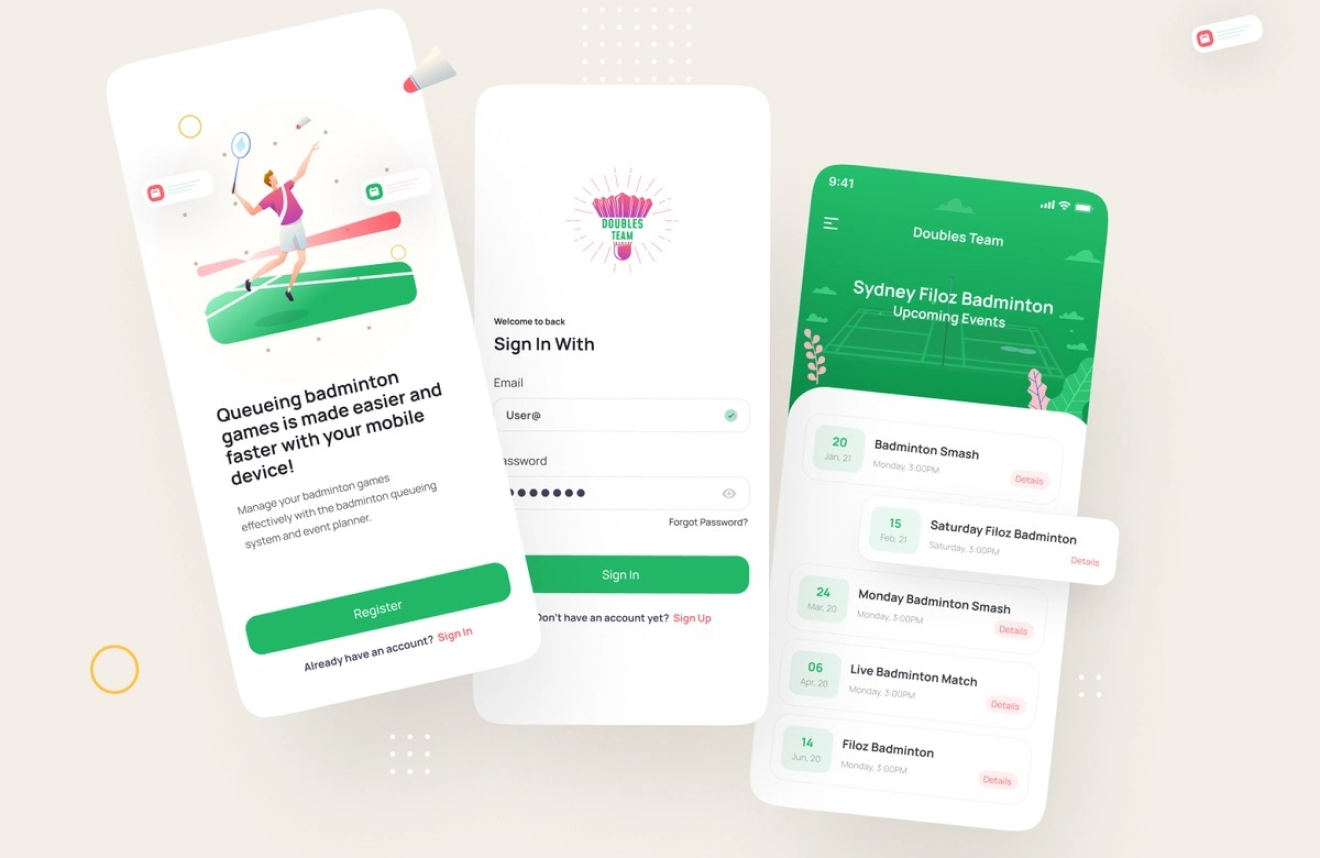 Queueing badminton
games is made easier and
faster with your mobile
device!
Manage your badminton games
effectively with the badminton queueing
system and event planner.
Register
Already have an account? Sign In
DOUBLES
TEAM
Welcome to back
Sign In With
Email
User@
assword
Forgot Password?
Sign In
Don't have an account yet? Sign Up
9:41
Doubles Team
Sydney Filoz Badminton
Upcoming Events
20
Jan, 21
Badminton Smash
Monday, 3:00PM
Details
15
Feb, 21
Saturday Filoz Badminton
Saturday, 3:00PM
Details
24
Mar, 20
Monday Badminton Smash
Monday, 3:00PM
Details
06
Apr, 20
Live Badminton Match
Monday, 3:00PM
Details
14
Jun, 20
Filoz Badminton
Monday, 3:00PM
Details